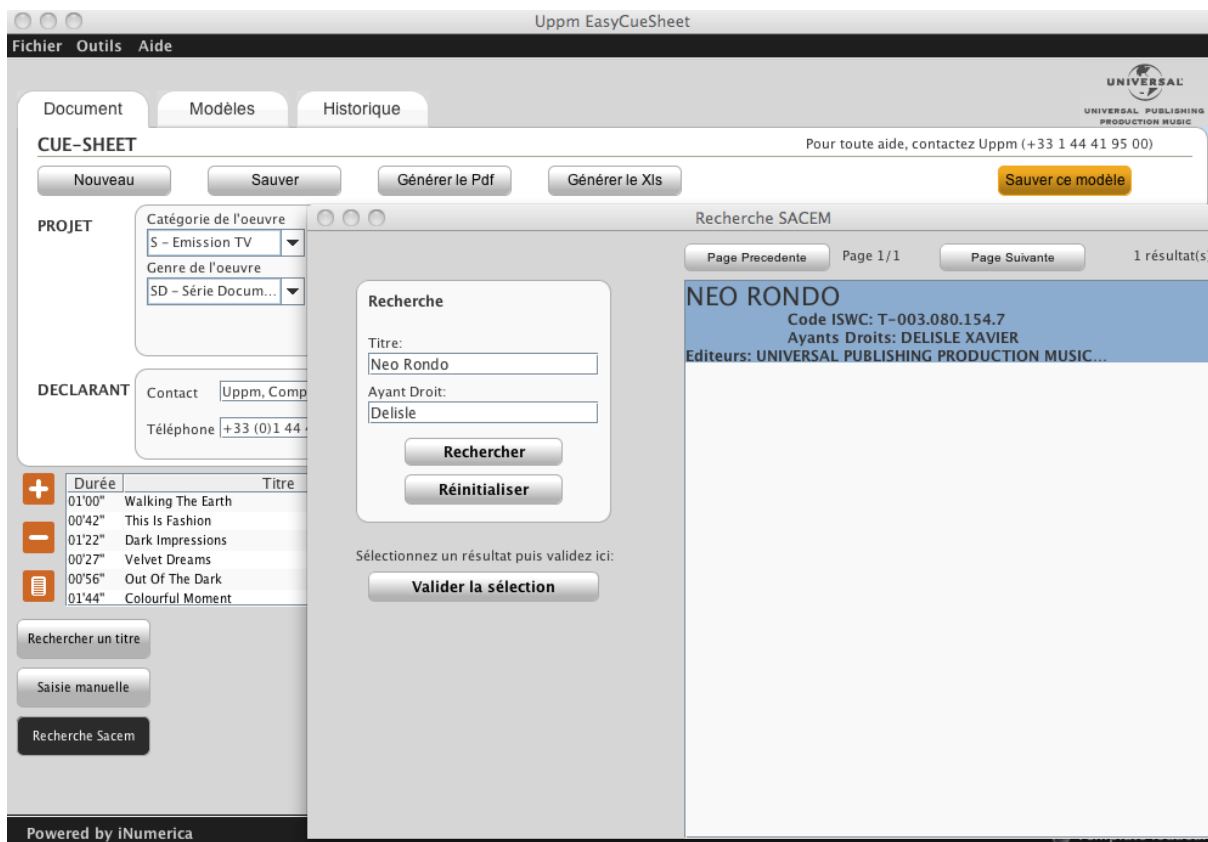 Uppm EasyCueSheet
Fichier Outils Aide
UNIVERSAL
UNIVERSAL PUBLISHING
PRODUCTION MUSIC
Document Modèles Historique
CUE-SHEET
Pour toute aide, contactez Uppm (+33 1 44 41 95 00)
Nouveau Sauver Générer le Pdf Générer le Xls Sauver ce modèle
PROJET
Catégorie de l'oeuvre
S - Emission TV
Genre de l'oeuvre
SD - Série Docum...
DECLARANT
Contact Uppm, Comp
Téléphone +33 (0)1 44
Durée Titre
01'00" Walking The Earth
00'42" This Is Fashion
01'22" Dark Impressions
00'27" Velvet Dreams
00'56" Out Of The Dark
01'44" Colourful Moment
Rechercher un titre
Saisie manuelle
Recherche Sacem
Powered by iNumerica
Recherche SACEM
Page Precedente Page 1/1 Page Suivante 1 résultat(s)
Recherche
Titre:
Neo Rondo
Ayant Droit:
Delisle
Rechercher
Réinitialiser
Sélectionnez un résultat puis validez ici:
Valider la sélection
NEO RONDO
Code ISWC: T-003.080.154.7
Ayants Droits: DELISLE XAVIER
Editeurs: UNIVERSAL PUBLISHING PRODUCTION MUSIC...